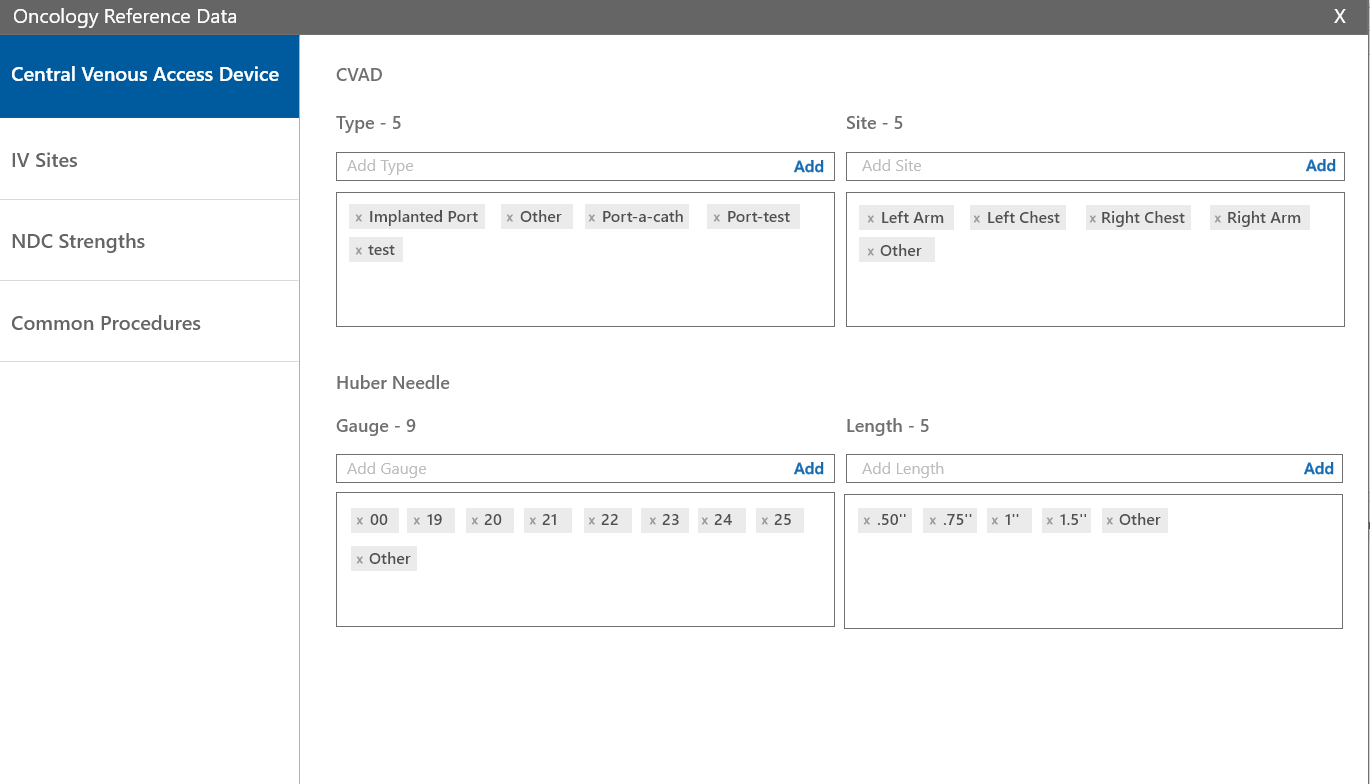 Oncology Reference Data X
Central Venous Access Device
IV Sites
NDC Strengths
Common Procedures
CVAD
Type - 5
Add Type Add
x Implanted Port x Other x Port-a-cath x Port-test
x test
Site - 5
Add Site Add
x Left Arm x Left Chest x Right Chest x Right Arm
x Other
Huber Needle
Gauge - 9
Add Gauge Add
x 00 x 19 x 20 x 21 x 22 x 23 x 24 x 25
x Other
Length - 5
Add Length Add
x .50'' x .75'' x 1'' x 1.5'' x Other